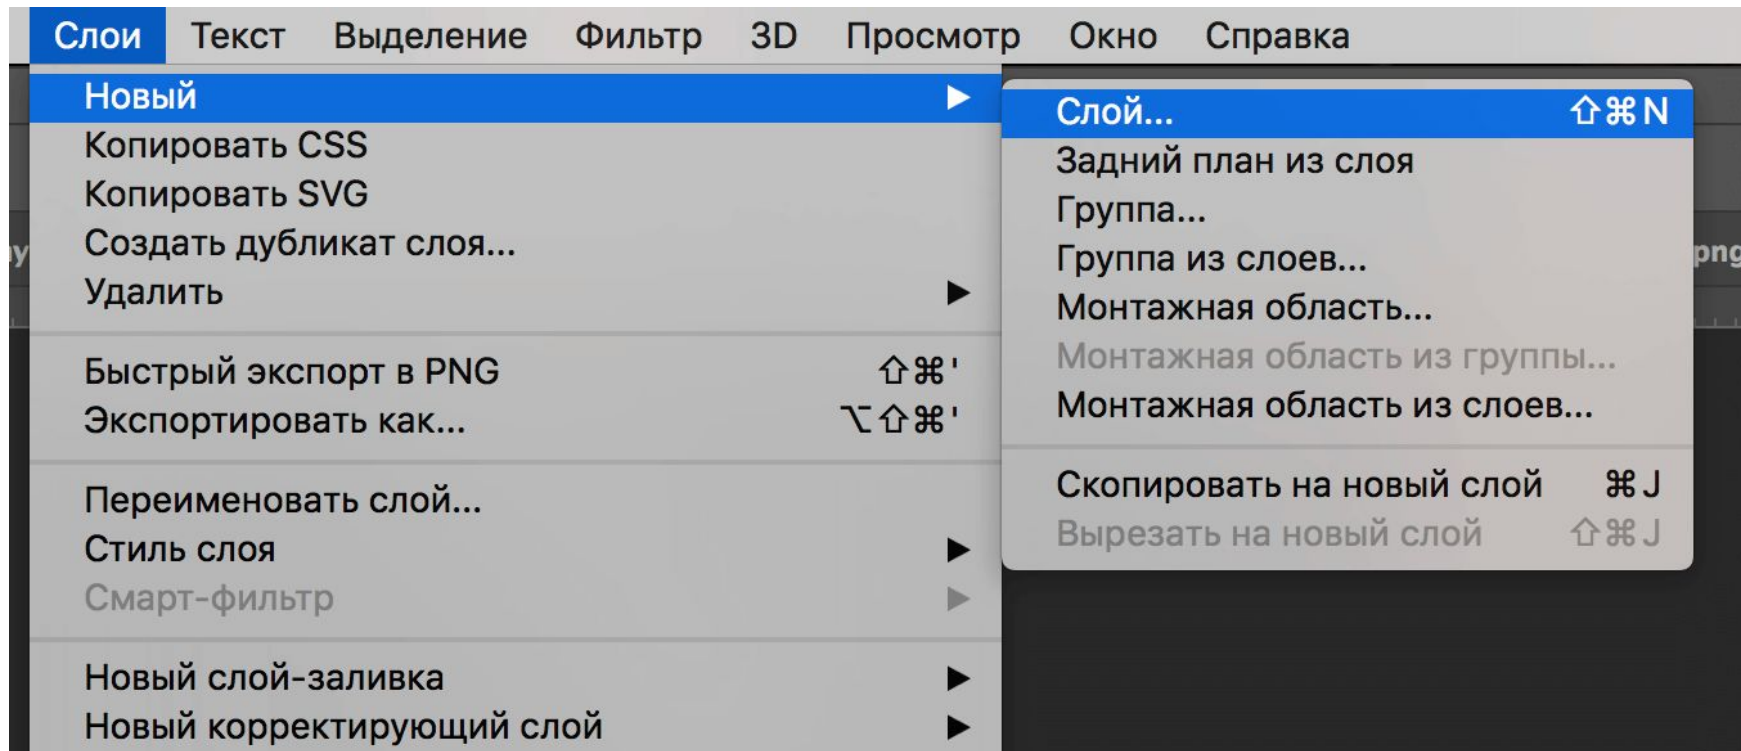 Слои Текст Выделение Фильтр 3D Просмотр Окно Справка
Новый ▶
Копировать CSS
Копировать SVG
Создать дубликат слоя...
Удалить ▶
Быстрый экспорт в PNG ⇧⌘'
Экспортировать как... ⌥⇧⌘'
Переименовать слой...
Стиль слоя ▶
Смарт-фильтр ▶
Новый слой-заливка ▶
Новый корректирующий слой ▶
Слой... ⇧⌘N
Задний план из слоя
Группа...
Группа из слоев...
Монтажная область...
Монтажная область из группы...
Монтажная область из слоев...
Скопировать на новый слой ⌘J
Вырезать на новый слой ⇧⌘J
png